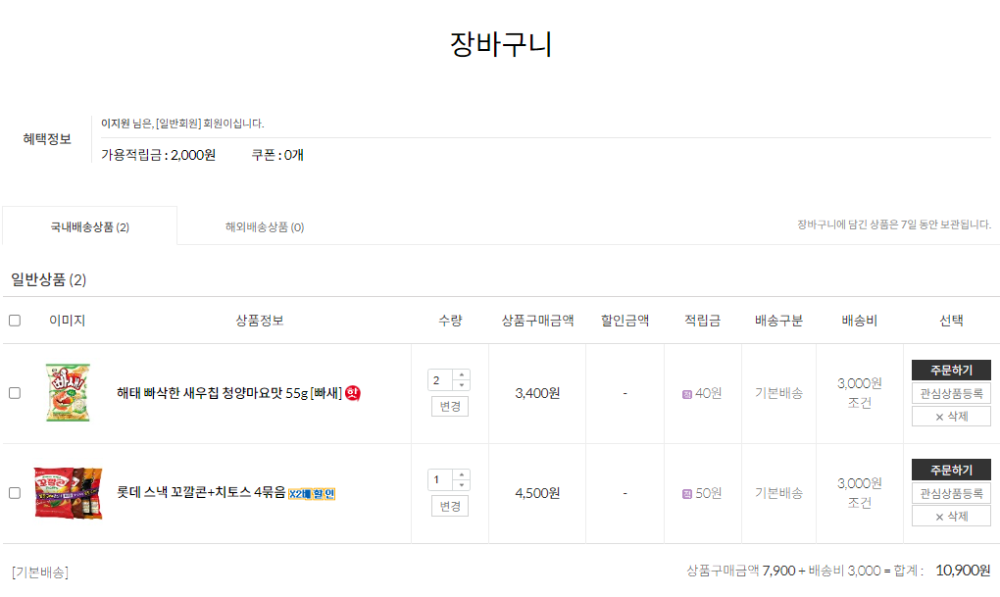 장바구니
혜택정보
이지원 님은, [일반회원] 회원이십니다.
가용적립금 : 2,000원 쿠폰 : 0개
국내배송상품 (2) 해외배송상품 (0) 장바구니에 담긴 상품은 7일 동안 보관됩니다.
일반상품 (2)
이미지 상품정보 수량 상품구매금액 할인금액 적립금 배송구분 배송비 선택
빠새
해태 빠삭한 새우칩 청양마요맛 55g [빠새] 핫
2
변경
3,400원
-
적 40원
기본배송
3,000원
조건
주문하기
관심상품등록
× 삭제
꼬깔콘
롯데 스낵 꼬깔콘+치토스 4묶음 X2배 할인
1
변경
4,500원
-
적 50원
기본배송
3,000원
조건
주문하기
관심상품등록
× 삭제
[기본배송] 상품구매금액 7,900 + 배송비 3,000 = 합계 : 10,900원